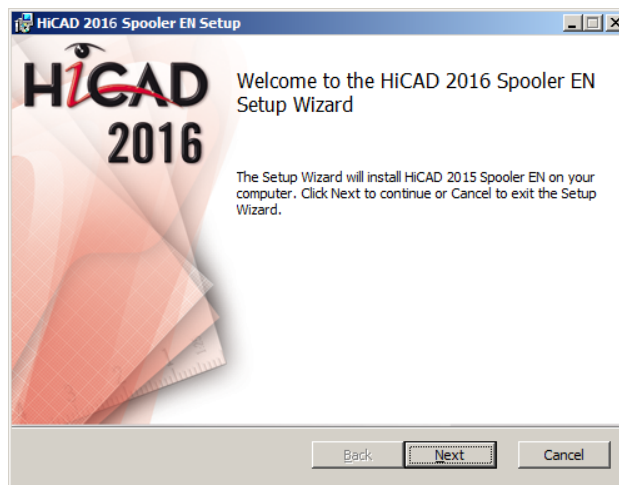 HiCAD 2016 Spooler EN Setup
HiCAD
2016
Welcome to the HiCAD 2016 Spooler EN
Setup Wizard
The Setup Wizard will install HiCAD 2015 Spooler EN on your
computer. Click Next to continue or Cancel to exit the Setup
Wizard.
Back Next Cancel